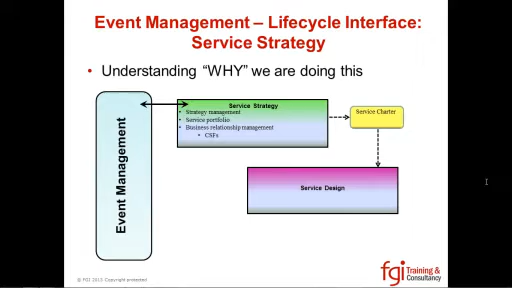 Event Management – Lifecycle Interface:
Service Strategy
• Understanding “WHY” we are doing this
Event Management
Service Strategy
• Strategy management
• Service portfolio
• Business relationship management
• CSFs
Service Charter
Service Design
© FGI 2013 Copyright protected
fgi Training &
Consultancy